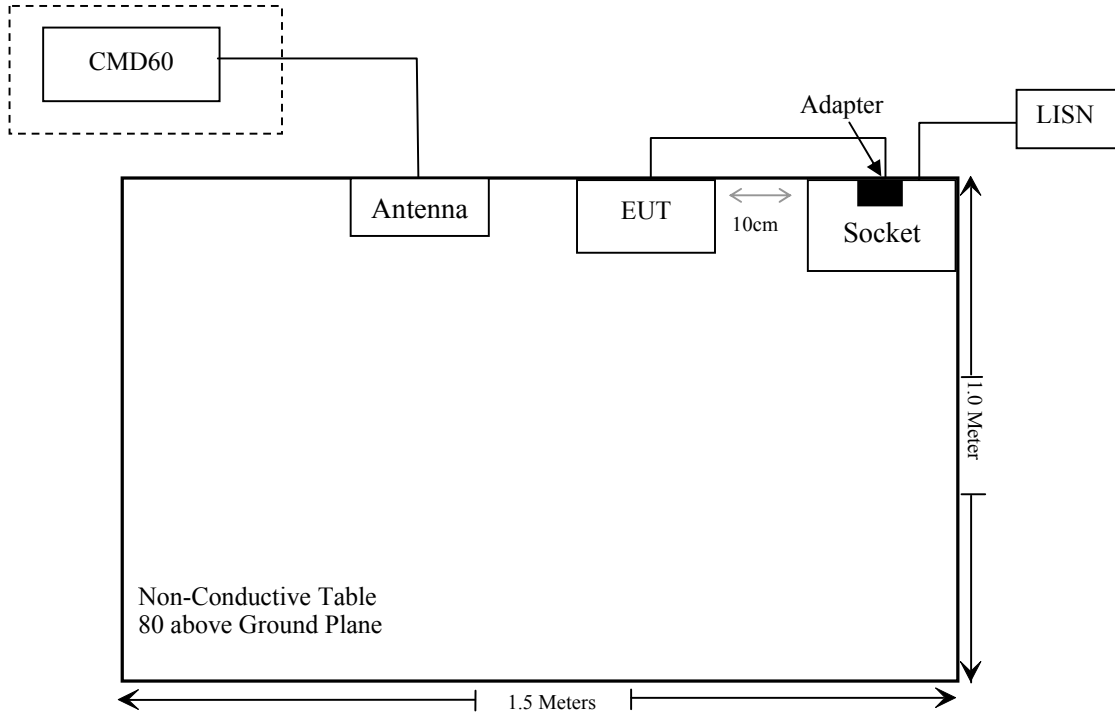 CMD60
Adapter
LISN
Antenna
EUT
10cm
Socket
1.0 Meter
Non-Conductive Table
80 above Ground Plane
1.5 Meters